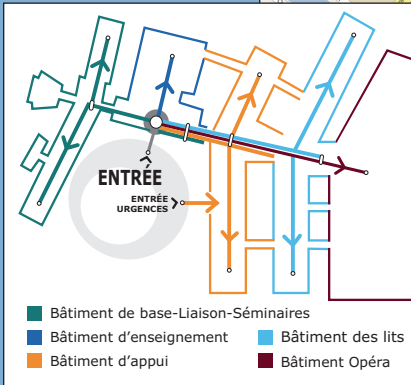 ENTRÉE
ENTRÉE
URGENCES
Bâtiment de base-Liaison-Séminaires
Bâtiment d'enseignement
Bâtiment d'appui
Bâtiment des lits
Bâtiment Opéra